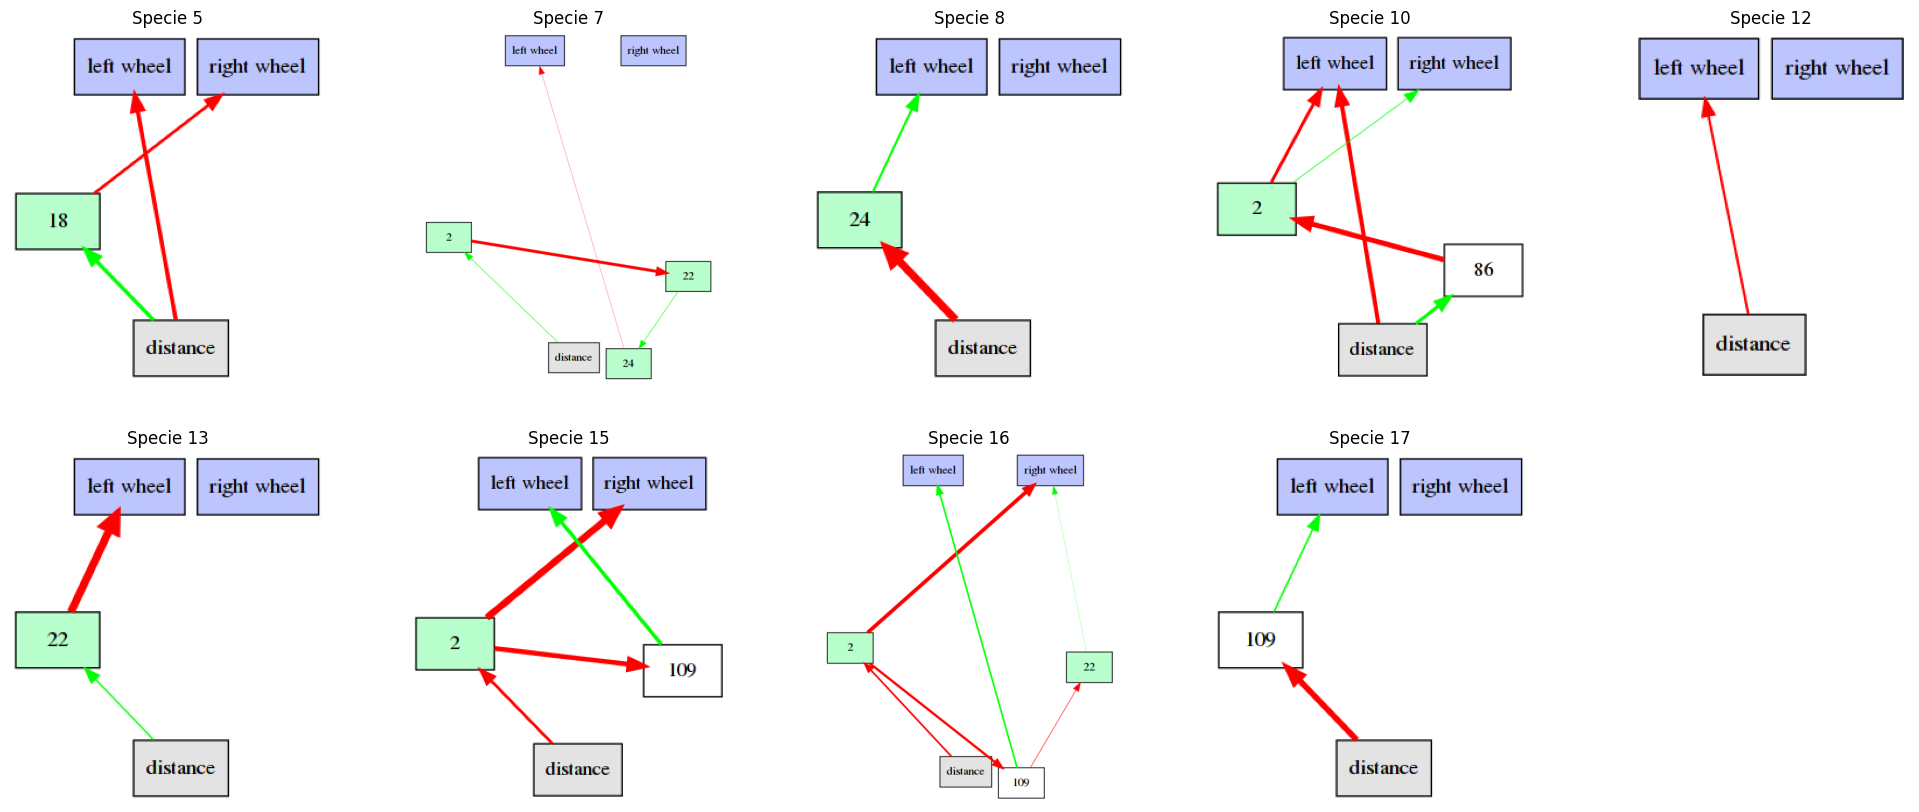 Specie 5
left wheel
right wheel
18
distance
Specie 7
left wheel
right wheel
2
22
distance
24
Specie 8
left wheel
right wheel
24
distance
Specie 10
left wheel
right wheel
2
86
distance
Specie 12
left wheel
right wheel
distance
Specie 13
left wheel
right wheel
22
distance
Specie 15
left wheel
right wheel
2
109
distance
Specie 16
left wheel
right wheel
2
22
distance
109
Specie 17
left wheel
right wheel
109
distance